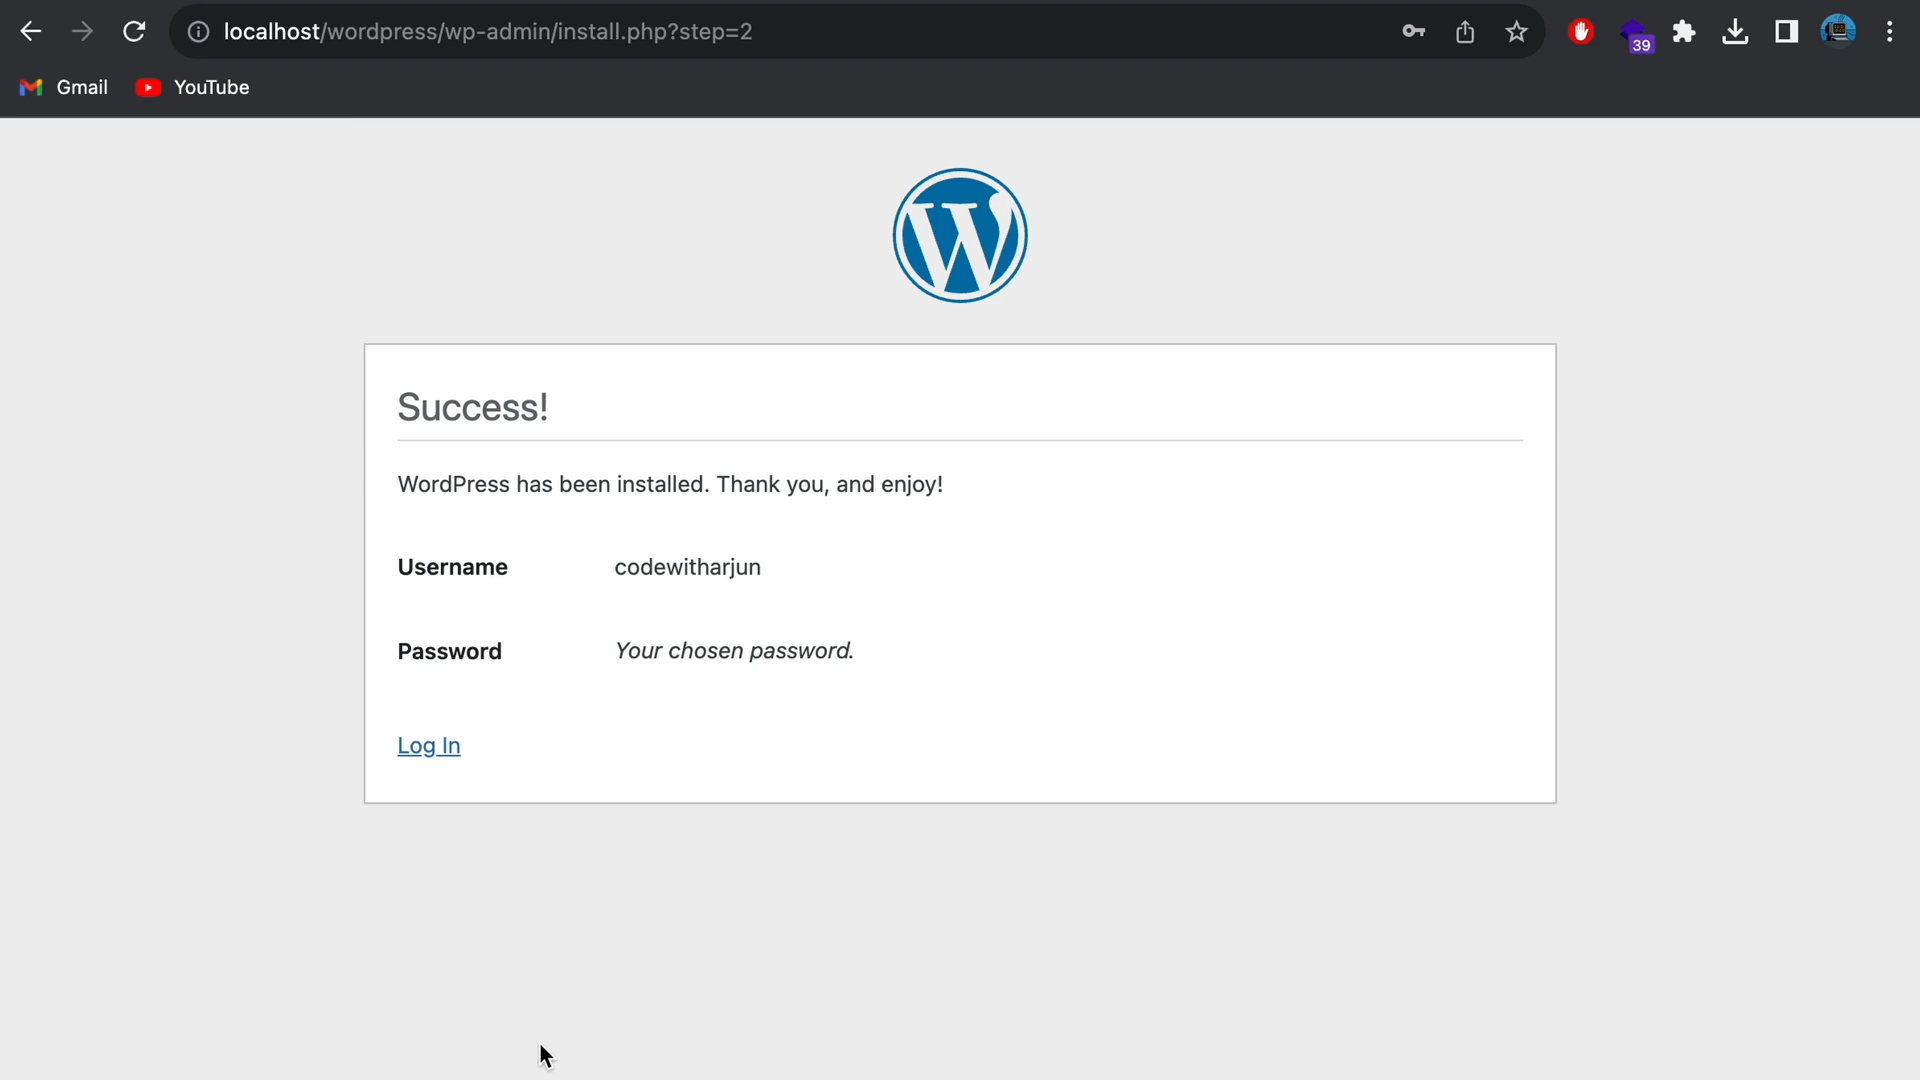 localhost/wordpress/wp-admin/install.php?step=2
39
Gmail YouTube
W
Success!
WordPress has been installed. Thank you, and enjoy!
Username codewitharjun
Password Your chosen password.
Log In